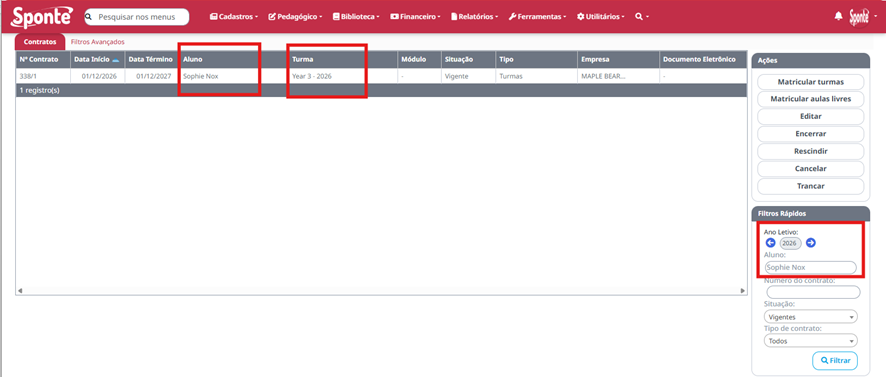 Sponte
Pesquisar nos menus
Cadastros
Pedagógico
Biblioteca
Financeiro
Relatórios
Ferramentas
Utilitários
Sponte
Contratos
Filtros Avançados
Nº Contrato Data Início Data Término Aluno Turma Módulo Situação Tipo Empresa Documento Eletrônico
338/1 01/12/2026 01/12/2027 Sophie Nox Year 3 - 2026 - Vigente Turmas MAPLE BEAR... -
1 registro(s)
Ações
Matricular turmas
Matricular aulas livres
Editar
Encerrar
Rescindir
Cancelar
Trancar
Filtros Rápidos
Ano Letivo:
2026
Aluno:
Sophie Nox
Número do contrato:
Situação:
Vigentes
Tipo de contrato:
Todos
Filtrar